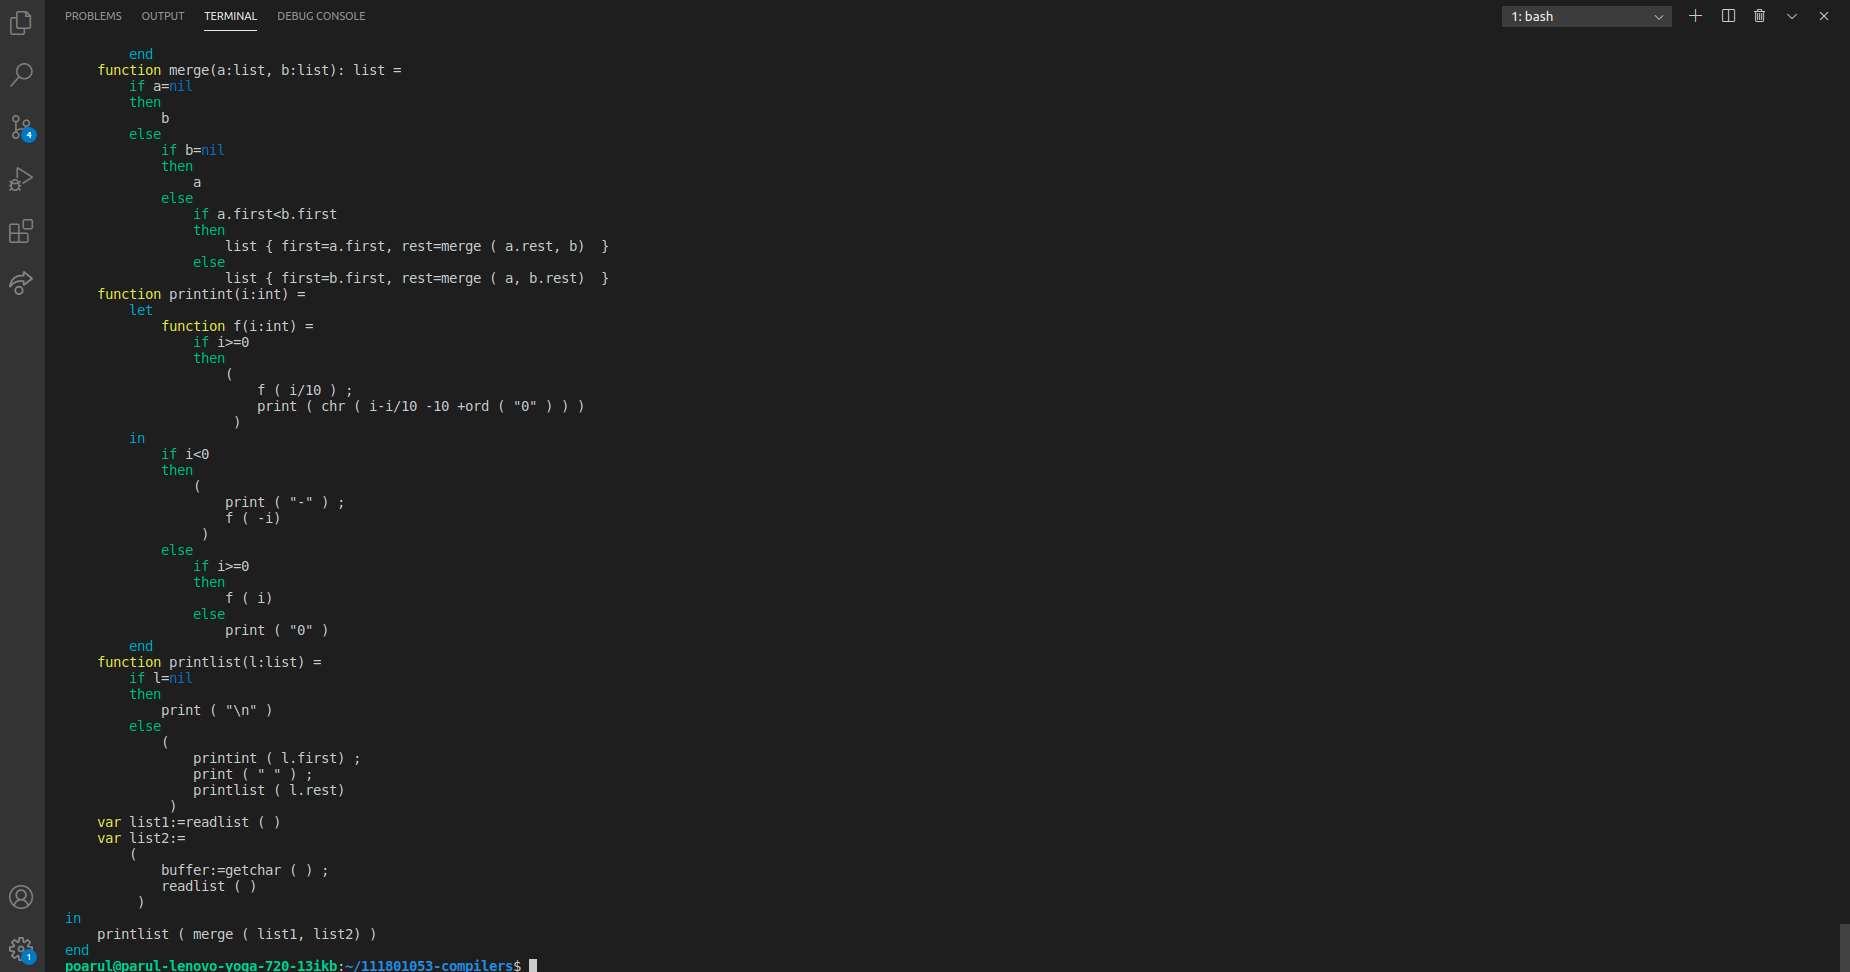 PROBLEMS OUTPUT TERMINAL DEBUG CONSOLE 1: bash
        end
    function merge(a:list, b:list): list =
        if a=nil
        then
            b
        else
            if b=nil
            then
                a
            else
                if a.first<b.first
                then
                    list { first=a.first, rest=merge ( a.rest, b)  }
                else
                    list { first=b.first, rest=merge ( a, b.rest)  }
    function printint(i:int) =
        let
            function f(i:int) =
                if i>=0
                then
                    (
                        f ( i/10 ) ;
                        print ( chr ( i-i/10 -10 +ord ( "0" ) ) )
                     )
        in
            if i<0
            then
                (
                    print ( "-" ) ;
                    f ( -i)
                 )
            else
                if i>=0
                then
                    f ( i)
                else
                    print ( "0" )
        end
    function printlist(l:list) =
        if l=nil
        then
            print ( "\n" )
        else
            (
                printint ( l.first) ;
                print ( " " ) ;
                printlist ( l.rest)
             )
    var list1:=readlist ( )
    var list2:=
        (
            buffer:=getchar ( ) ;
            readlist ( )
         )
in
    printlist ( merge ( list1, list2) )
end
poarul@parul-lenovo-yoga-720-13ikb:~/111801053-compilers$
4
1